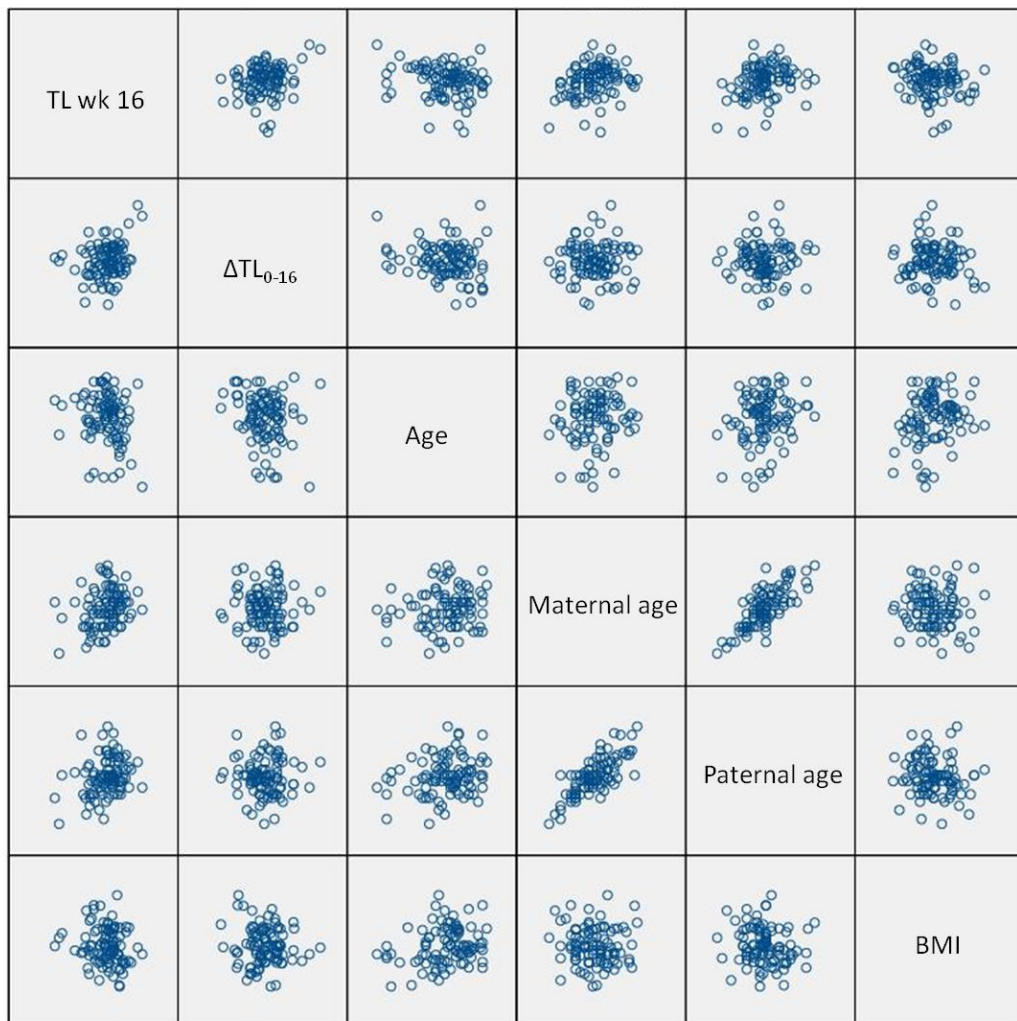 TL wk 16
ΔTL₀₋₁₆
Age
Maternal age
Paternal age
BMI